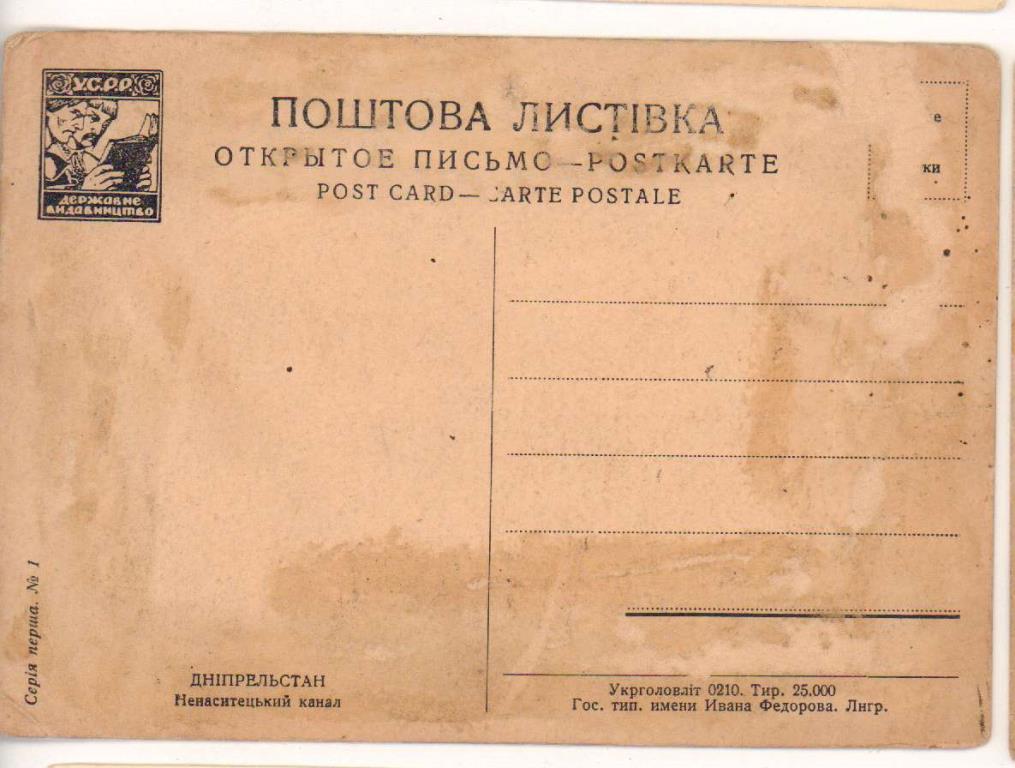 У.С.Р.Р.
ДЕРЖАВНЕ
ВИДАВНИЦТВО
ПОШТОВА ЛИСТІВКА
ОТКРЫТОЕ ПИСЬМО—POSTKARTE
POST CARD—CARTE POSTALE
е
ки
Серія перша. № 1
ДНІПРЕЛЬСТАН
Ненаситецький канал
Укрголовліт 0210. Тир. 25.000
Гос. тип. имени Ивана Федорова. Лнгр.